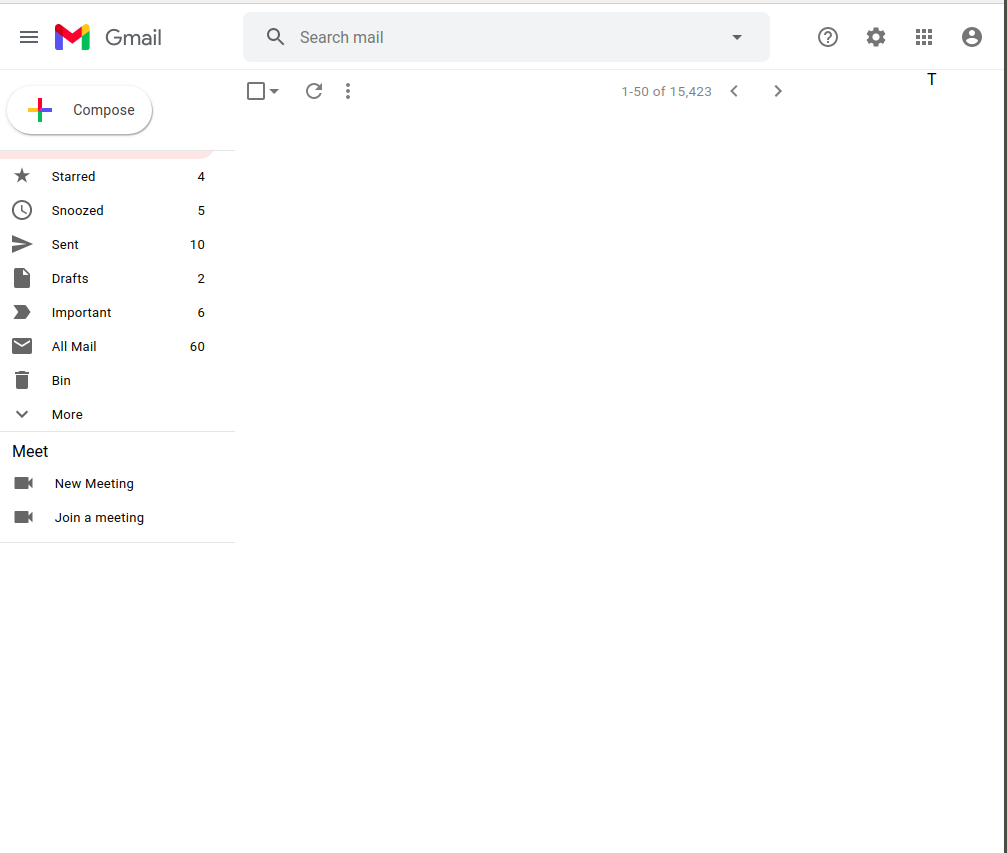 Gmail
Search mail
T
1-50 of 15,423
Compose
Starred 4
Snoozed 5
Sent 10
Drafts 2
Important 6
All Mail 60
Bin
More
Meet
New Meeting
Join a meeting